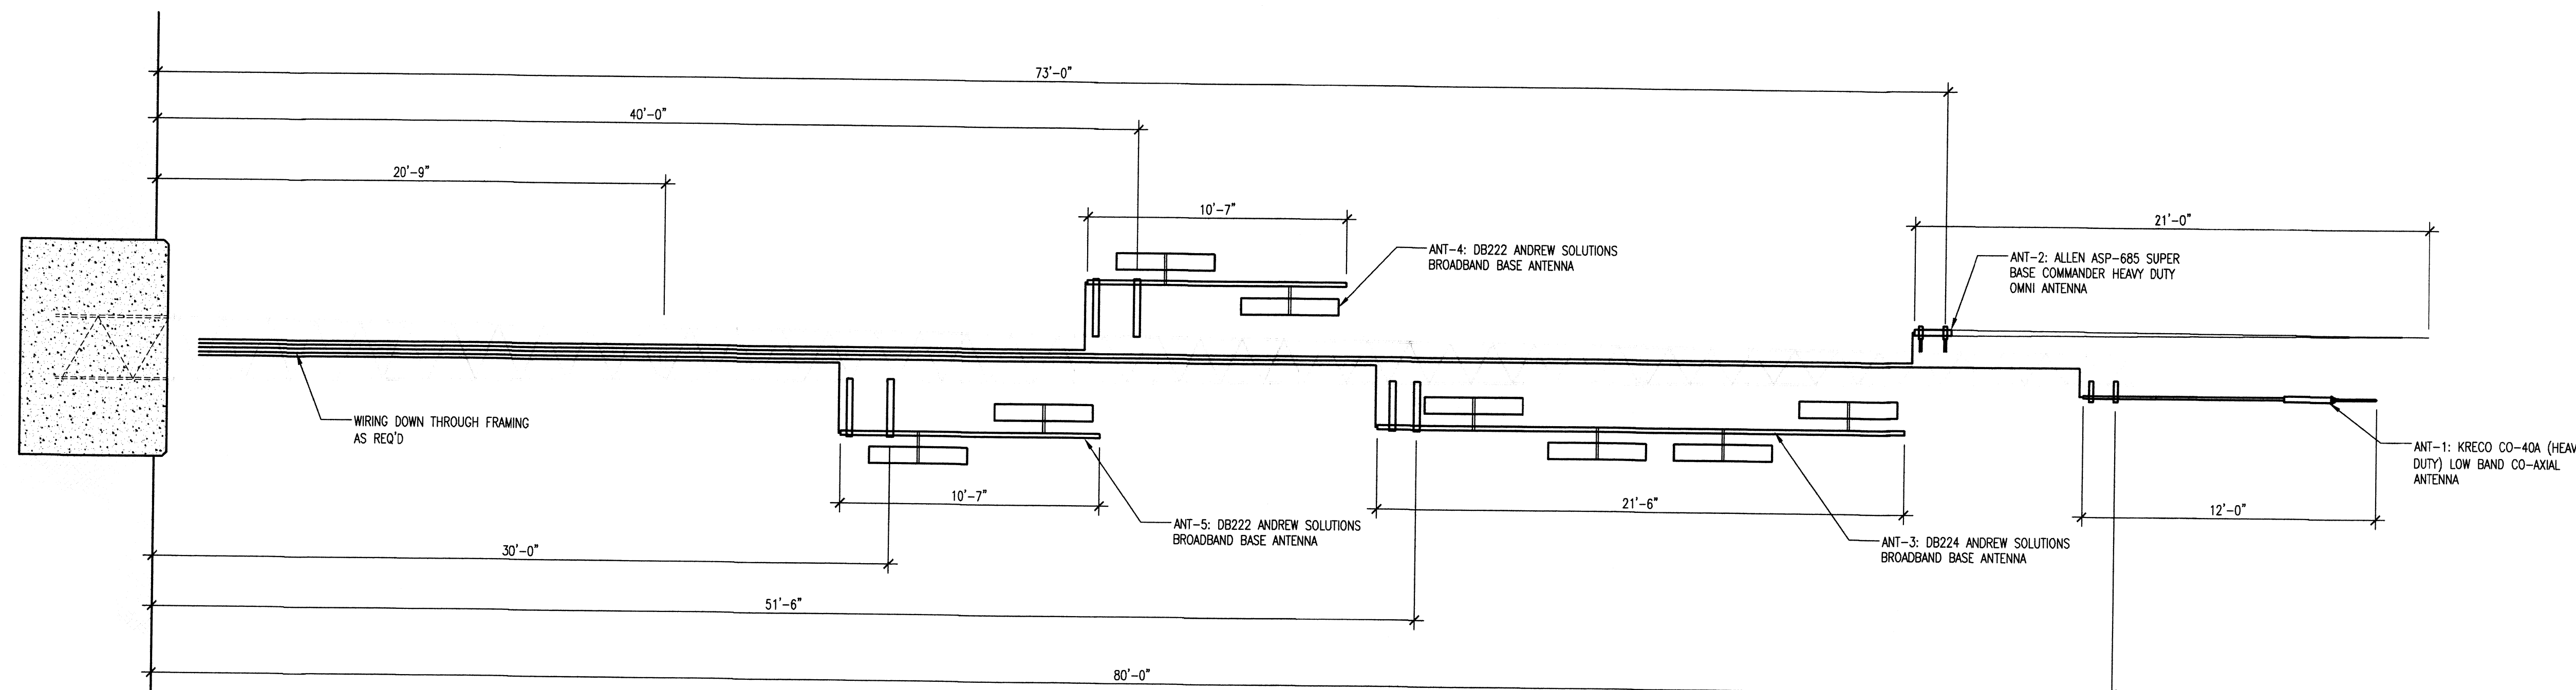 73'-0"
40'-0"
20'-9"
10'-7"
21'-0"
ANT-4: DB222 ANDREW SOLUTIONS
BROADBAND BASE ANTENNA
ANT-2: ALLEN ASP-685 SUPER
BASE COMMANDER HEAVY DUTY
OMNI ANTENNA
WIRING DOWN THROUGH FRAMING
AS REQ'D
ANT-1: KRECO CO-40A (HEAV
DUTY) LOW BAND CO-AXIAL
ANTENNA
10'-7"
21'-6"
12'-0"
ANT-5: DB222 ANDREW SOLUTIONS
BROADBAND BASE ANTENNA
ANT-3: DB224 ANDREW SOLUTIONS
BROADBAND BASE ANTENNA
30'-0"
51'-6"
80'-0"